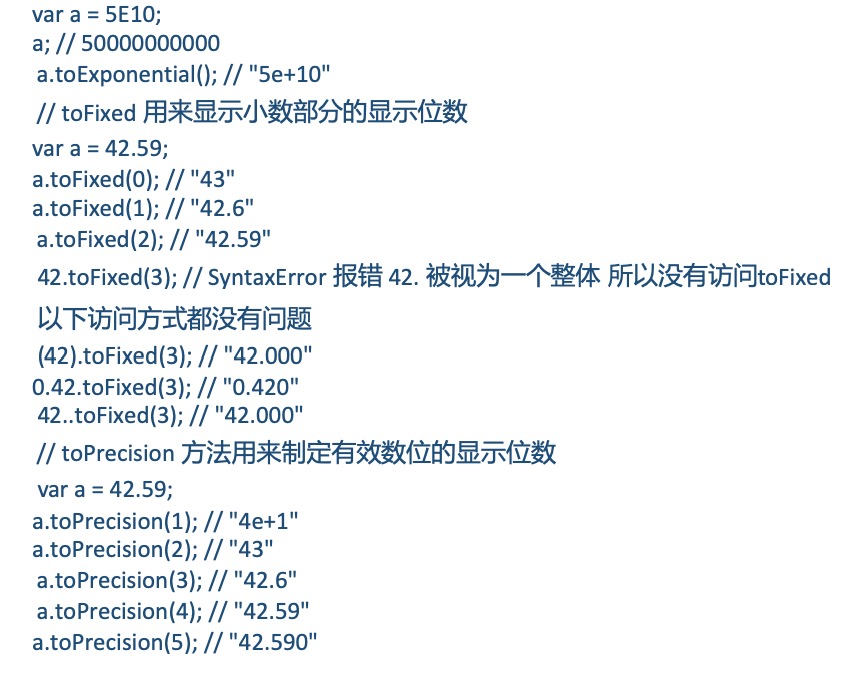 var a = 5E10;
a; // 50000000000
a.toExponential(); // "5e+10"
// toFixed 用来显示小数部分的显示位数
var a = 42.59;
a.toFixed(0); // "43"
a.toFixed(1); // "42.6"
a.toFixed(2); // "42.59"
42.toFixed(3); // SyntaxError 报错 42. 被视为一个整体 所以没有访问toFixed
以下访问方式都没有问题
(42).toFixed(3); // "42.000"
0.42.toFixed(3); // "0.420"
42..toFixed(3); // "42.000"
// toPrecision 方法用来制定有效数位的显示位数
var a = 42.59;
a.toPrecision(1); // "4e+1"
a.toPrecision(2); // "43"
a.toPrecision(3); // "42.6"
a.toPrecision(4); // "42.59"
a.toPrecision(5); // "42.590"